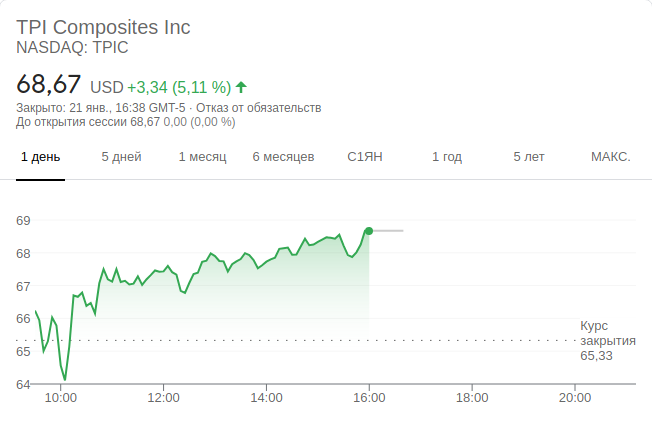 TPI Composites Inc
NASDAQ: TPIC
68,67 USD +3,34 (5,11 %)
Закрыто: 21 янв., 16:38 GMT-5 · Отказ от обязательств
До открытия сессии 68,67 0,00 (0,00 %)
1 день 5 дней 1 месяц 6 месяцев С1ЯН 1 год 5 лет МАКС.
69
68
67
66
65
64
Курс
закрытия
65,33
10:00 12:00 14:00 16:00 18:00 20:00